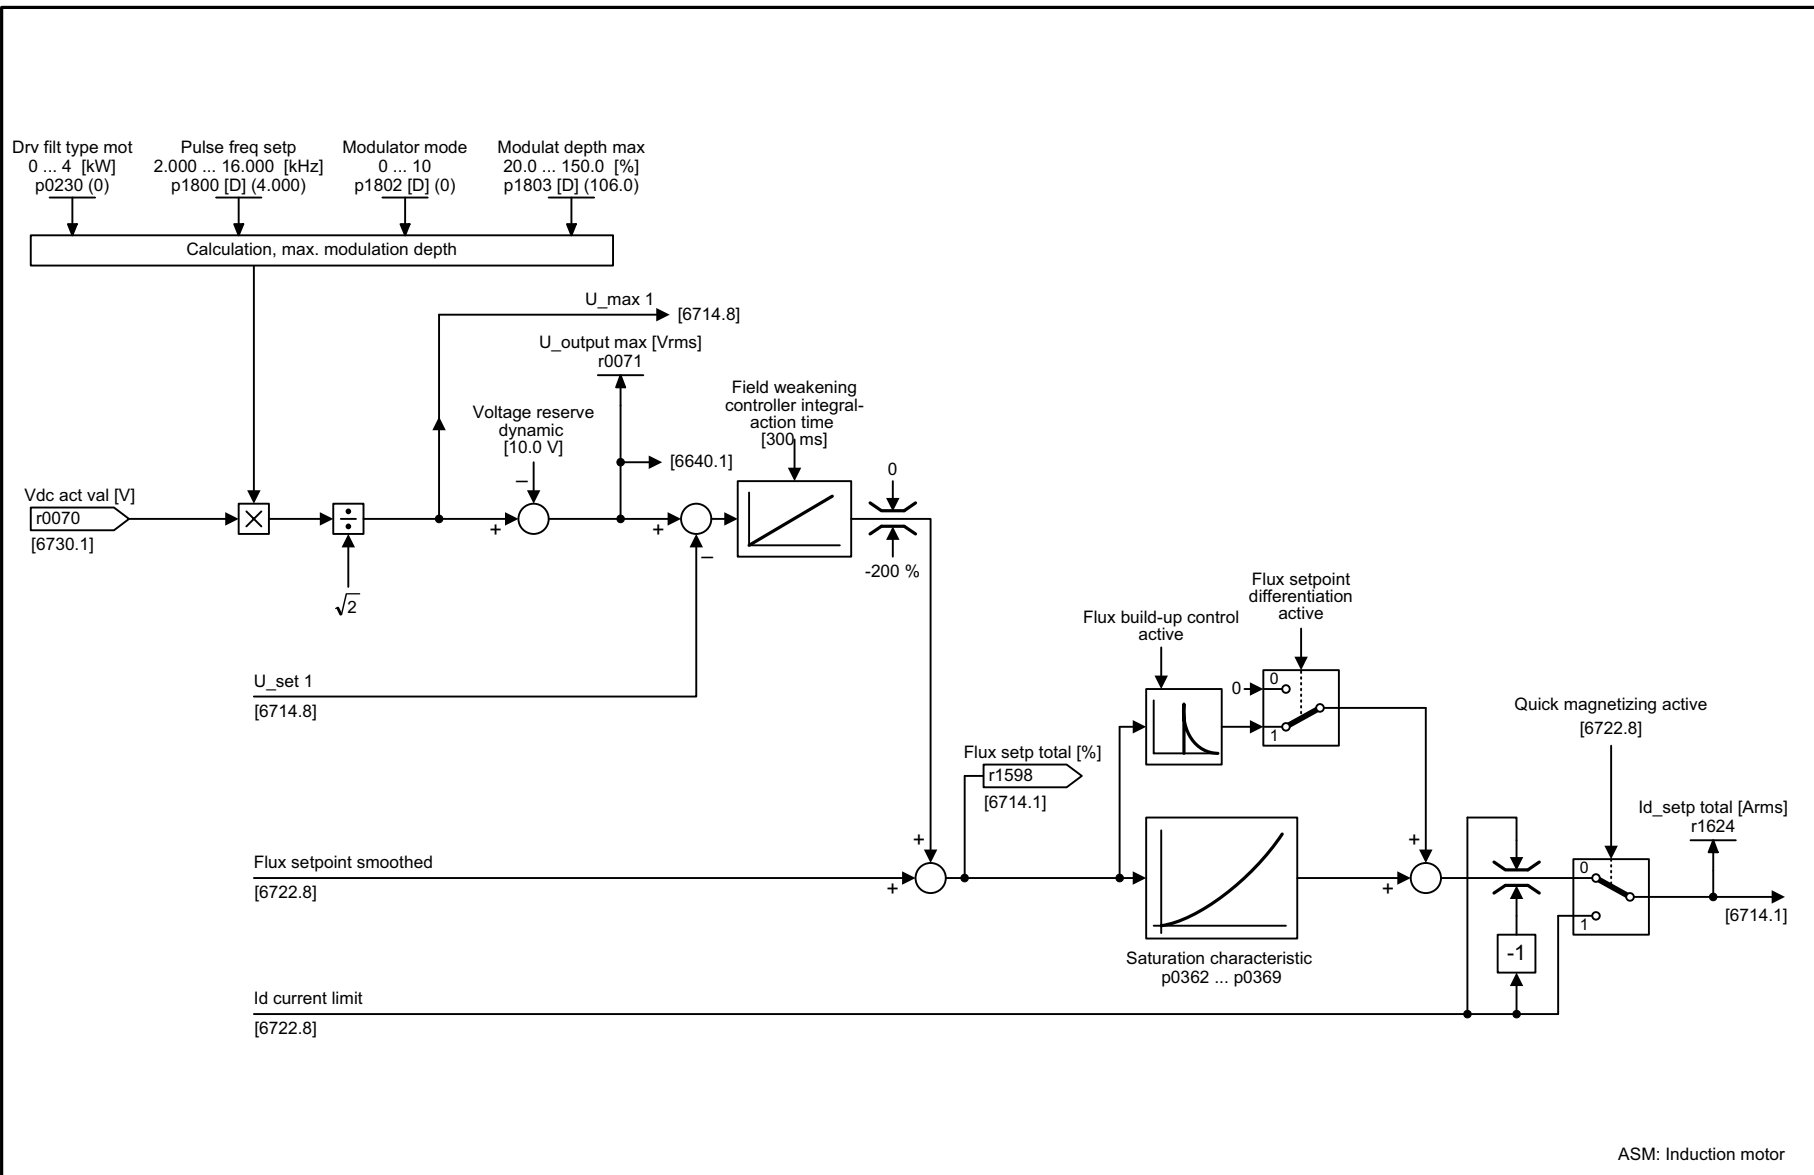 Drv filt type mot
0 ... 4 [kW]
p0230 (0)
Pulse freq setp
2.000 ... 16.000 [kHz]
p1800 [D] (4.000)
Modulator mode
0 ... 10
p1802 [D] (0)
Modulat depth max
20.0 ... 150.0 [%]
p1803 [D] (106.0)
Calculation, max. modulation depth
U_max 1
[6714.8]
U_output max [Vrms]
r0071
Field weakening
controller integral-
action time
[300 ms]
Voltage reserve
dynamic
[10.0 V]
[6640.1]
0
–
Vdc act val [V]
r0070
[6730.1]
×
÷
+
+
–
√2
-200 %
Flux setpoint
differentiation
active
Flux build-up control
active
U_set 1
[6714.8]
0
0
1
Quick magnetizing active
[6722.8]
Flux setp total [%]
r1598
[6714.1]
Id_setp total [Arms]
r1624
+
+
Flux setpoint smoothed
[6722.8]
+
+
0
1
[6714.1]
-1
Saturation characteristic
p0362 ... p0369
Id current limit
[6722.8]
ASM: Induction motor